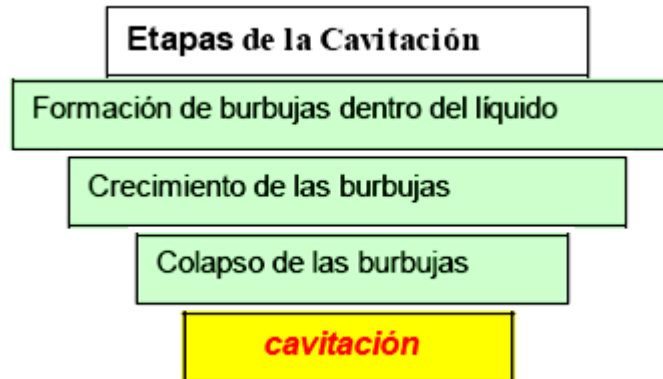 Etapas de la Cavitación
Formación de burbujas dentro del líquido
Crecimiento de las burbujas
Colapso de las burbujas
cavitación